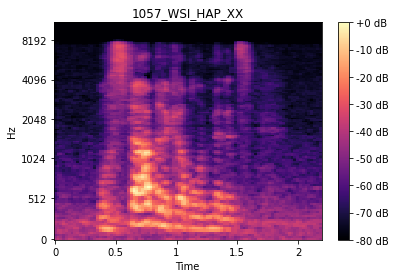 1057_WSI_HAP_XX
+0 dB
8192
-10 dB
4096
-20 dB
-30 dB
2048
-40 dB
Hz
1024
-50 dB
512
-60 dB
-70 dB
0
-80 dB
0 0.5 1 1.5 2
Time